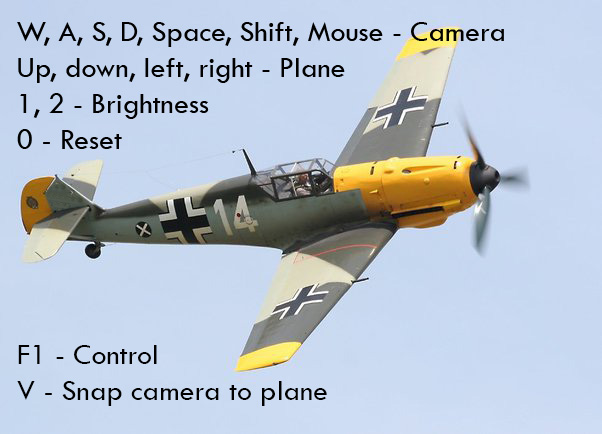 W, A, S, D, Space, Shift, Mouse - Camera
Up, down, left, right - Plane
1, 2 - Brightness
0 - Reset
14
F1 - Control
V - Snap camera to plane